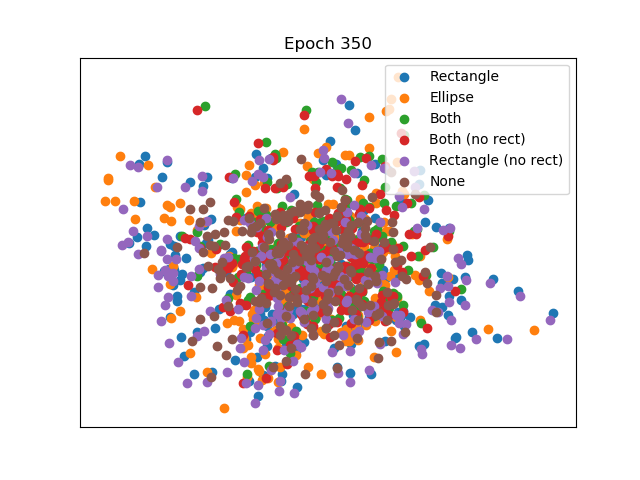 Epoch 350
Rectangle
Ellipse
Both
Both (no rect)
Rectangle (no rect)
None